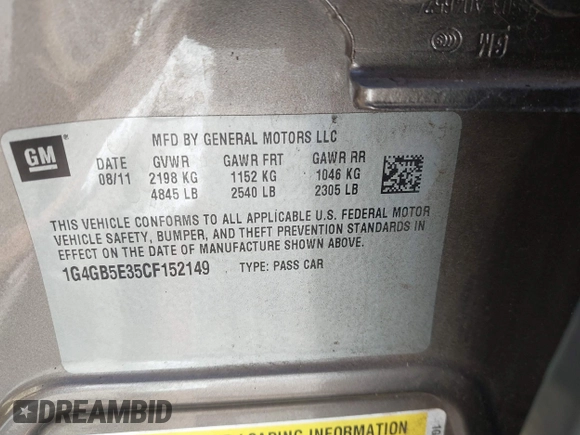 GM
MFD BY GENERAL MOTORS LLC
DATE GVWR GAWR FRT GAWR RR
08/11 2198 KG 1152 KG 1046 KG
4845 LB 2540 LB 2305 LB
THIS VEHICLE CONFORMS TO ALL APPLICABLE U.S. FEDERAL MOTOR
VEHICLE SAFETY, BUMPER, AND THEFT PREVENTION STANDARDS IN
EFFECT ON THE DATE OF MANUFACTURE SHOWN ABOVE.
1G4GB5E35CF152149 TYPE: PASS CAR
LOADING INFORMATION
DREAMBID